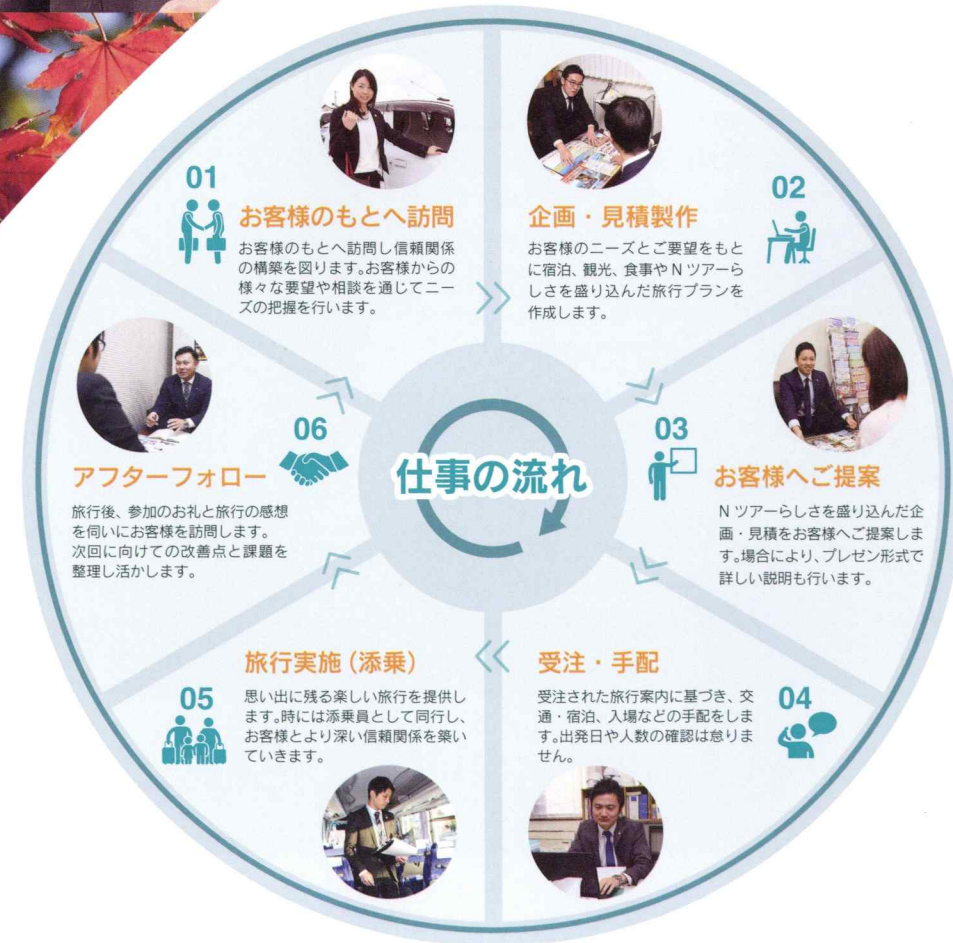 仕事の流れ
01
お客様のもとへ訪問
お客様のもとへ訪問し信頼関係
の構築を図ります。お客様からの
様々な要望や相談を通じてニー
ズの把握を行います。
02
企画・見積製作
お客様のニーズとご要望をもと
に宿泊、観光、食事やNツアーら
しさを盛り込んだ旅行プランを
作成します。
03
お客様へご提案
Nツアーらしさを盛り込んだ企
画・見積をお客様へご提案しま
す。場合により、プレゼン形式で
詳しい説明も行います。
04
受注・手配
受注された旅行案内に基づき、交
通・宿泊、入場などの手配をしま
す。出発日や人数の確認は怠りま
せん。
05
旅行実施（添乗）
思い出に残る楽しい旅行を提供し
ます。時には添乗員として同行し、
お客様とより深い信頼関係を築い
ていきます。
06
アフターフォロー
旅行後、参加のお礼と旅行の感想
を伺いにお客様を訪問します。
次回に向けての改善点と課題を
整理し活かします。